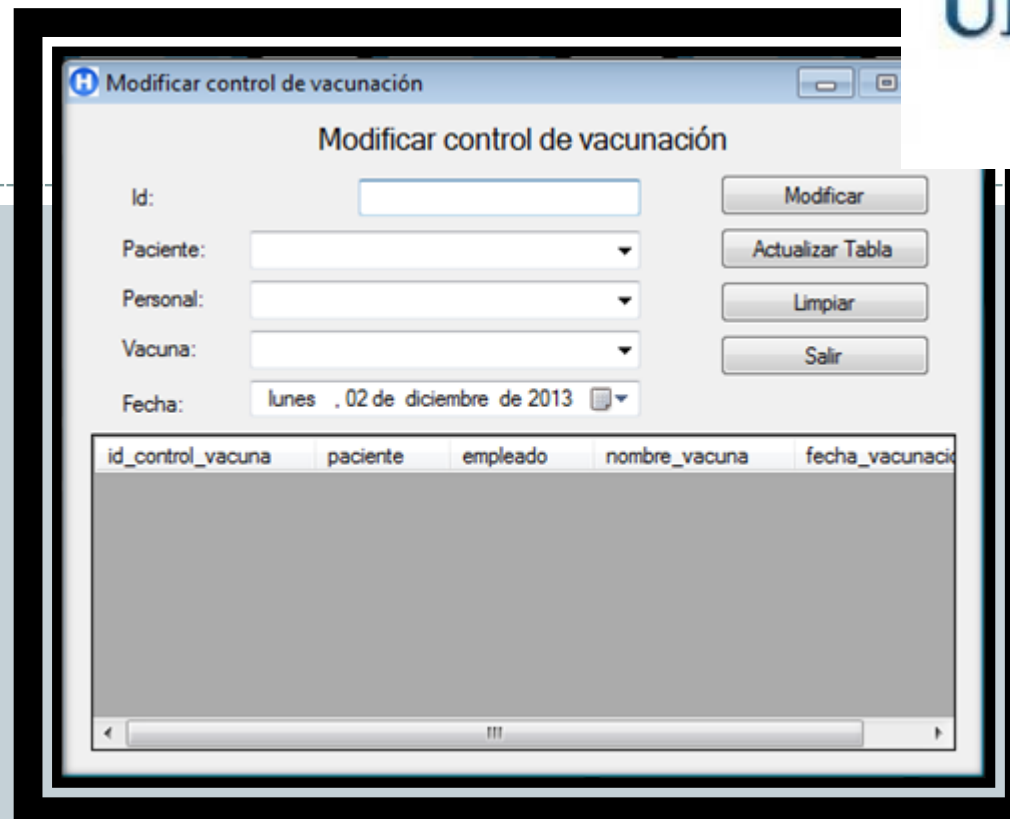 Modificar control de vacunación
Modificar control de vacunación
Id:
Modificar
Paciente:
Actualizar Tabla
Personal:
Limpiar
Vacuna:
Salir
Fecha: lunes , 02 de diciembre de 2013
id_control_vacuna paciente empleado nombre_vacuna fecha_vacunacio